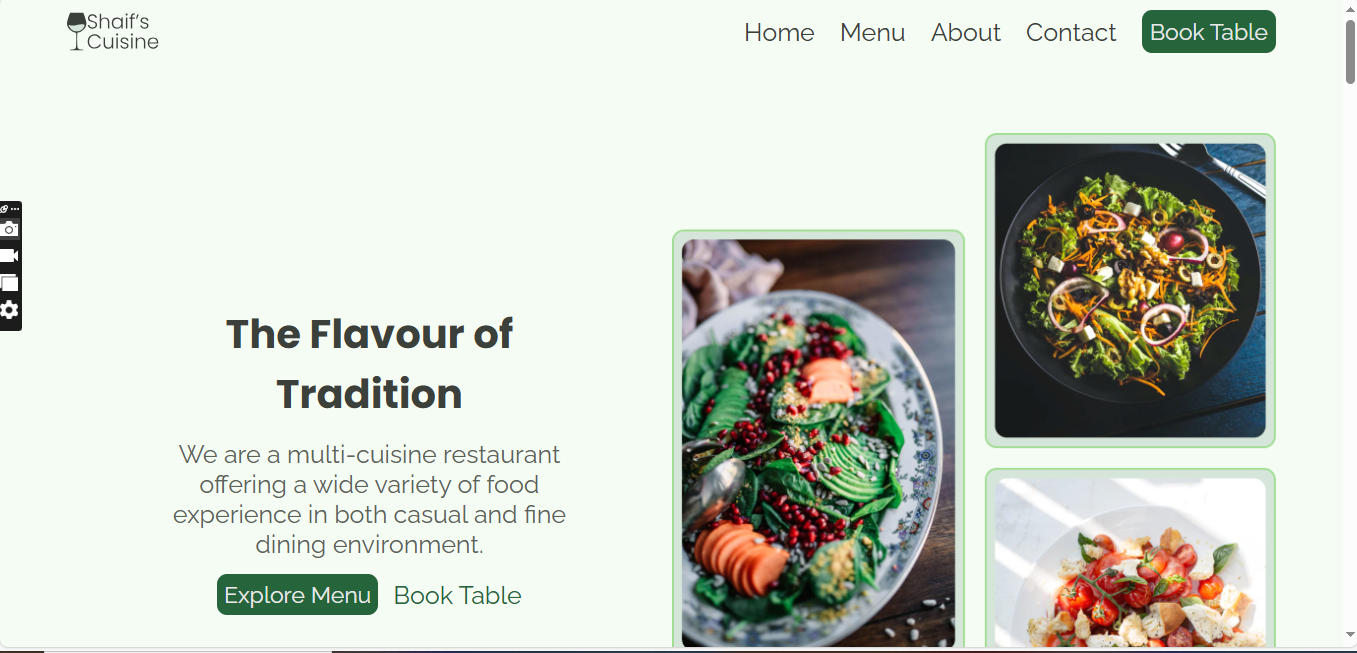 Shaif's
Cuisine
Home Menu About Contact Book Table
The Flavour of
Tradition
We are a multi-cuisine restaurant
offering a wide variety of food
experience in both casual and fine
dining environment.
Explore Menu Book Table